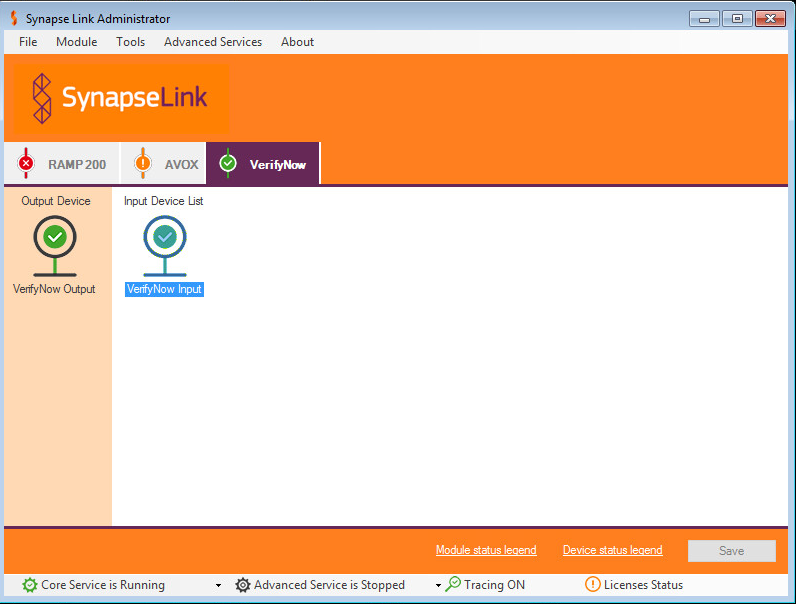 Synapse Link Administrator
File Module Tools Advanced Services About
SynapseLink
RAMP 200 AVOX VerifyNow
Output Device Input Device List
VerifyNow Output VerifyNow Input
Module status legend Device status legend Save
Core Service is Running Advanced Service is Stopped Tracing ON Licenses Status